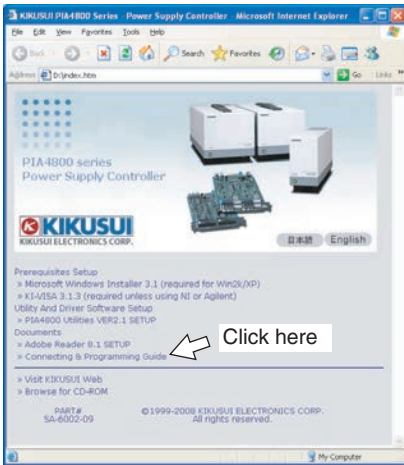 KIKUSUI PIA4800 Series - Power Supply Controller - Microsoft Internet Explorer
File Edit View Favorites Tools Help
Back Search Favorites
Address D:\index.htm Go Links »
PIA4800 series
Power Supply Controller
KIKUSUI
KIKUSUI ELECTRONICS CORP.
日本語 English
Prerequisites Setup
» Microsoft Windows Installer 3.1 (required for Win2k/XP)
» KI-VISA 3.1.3 (required unless using NI or Agilent)
Utility And Driver Software Setup
» PIA4800 Utilities VER2.1 SETUP
Documents
» Adobe Reader 8.1 SETUP
» Connecting & Programming Guide
Click here
» Visit KIKUSUI Web
» Browse for CD-ROM
PART# ©1999-2008 KIKUSUI ELECTRONICS CORP.
SA-6002-09 All rights reserved.
My Computer